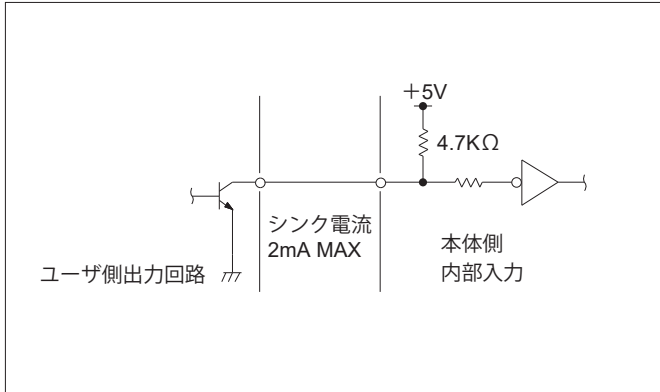 ＋5V
4.7KΩ
シンク電流
2mA MAX
ユーザ側出力回路
本体側
内部入力